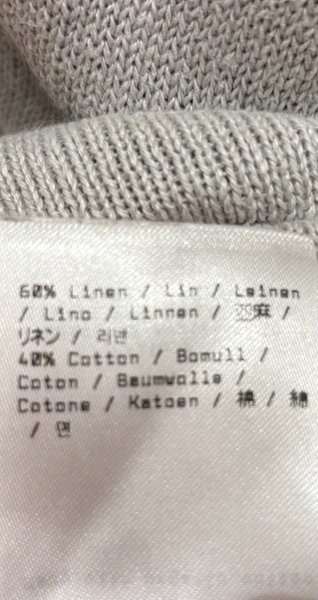 60% Linen / Lin / Leinen
/ Lino / Linnen / 亚麻 /
リネン / 리넨
40% Cotton / Bomull /
Coton / Baumwolle /
Cotone / Katoen / 棉 / 綿
/ 면